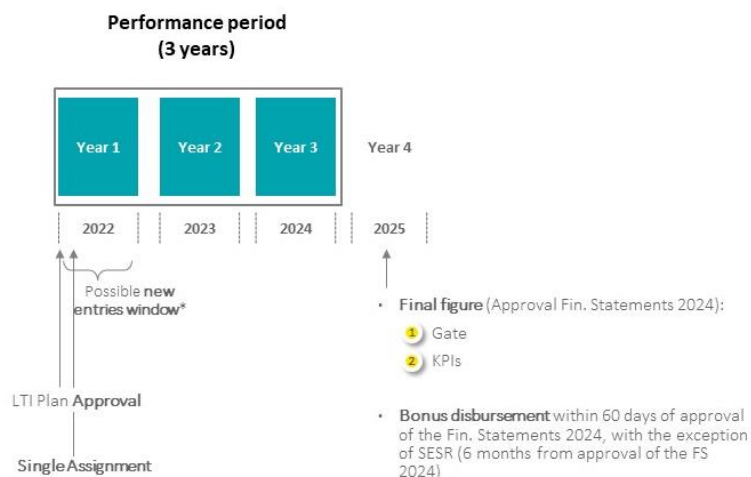 Performance period
(3 years)
Year 1
Year 2
Year 3
Year 4
2022
2023
2024
2025
Possible new
entries window*
LTI Plan Approval
Single Assignment
• Final figure (Approval Fin. Statements 2024):
1 Gate
2 KPIs
• Bonus disbursement within 60 days of approval
of the Fin. Statements 2024, with the exception
of SESR (6 months from approval of the FS
2024)